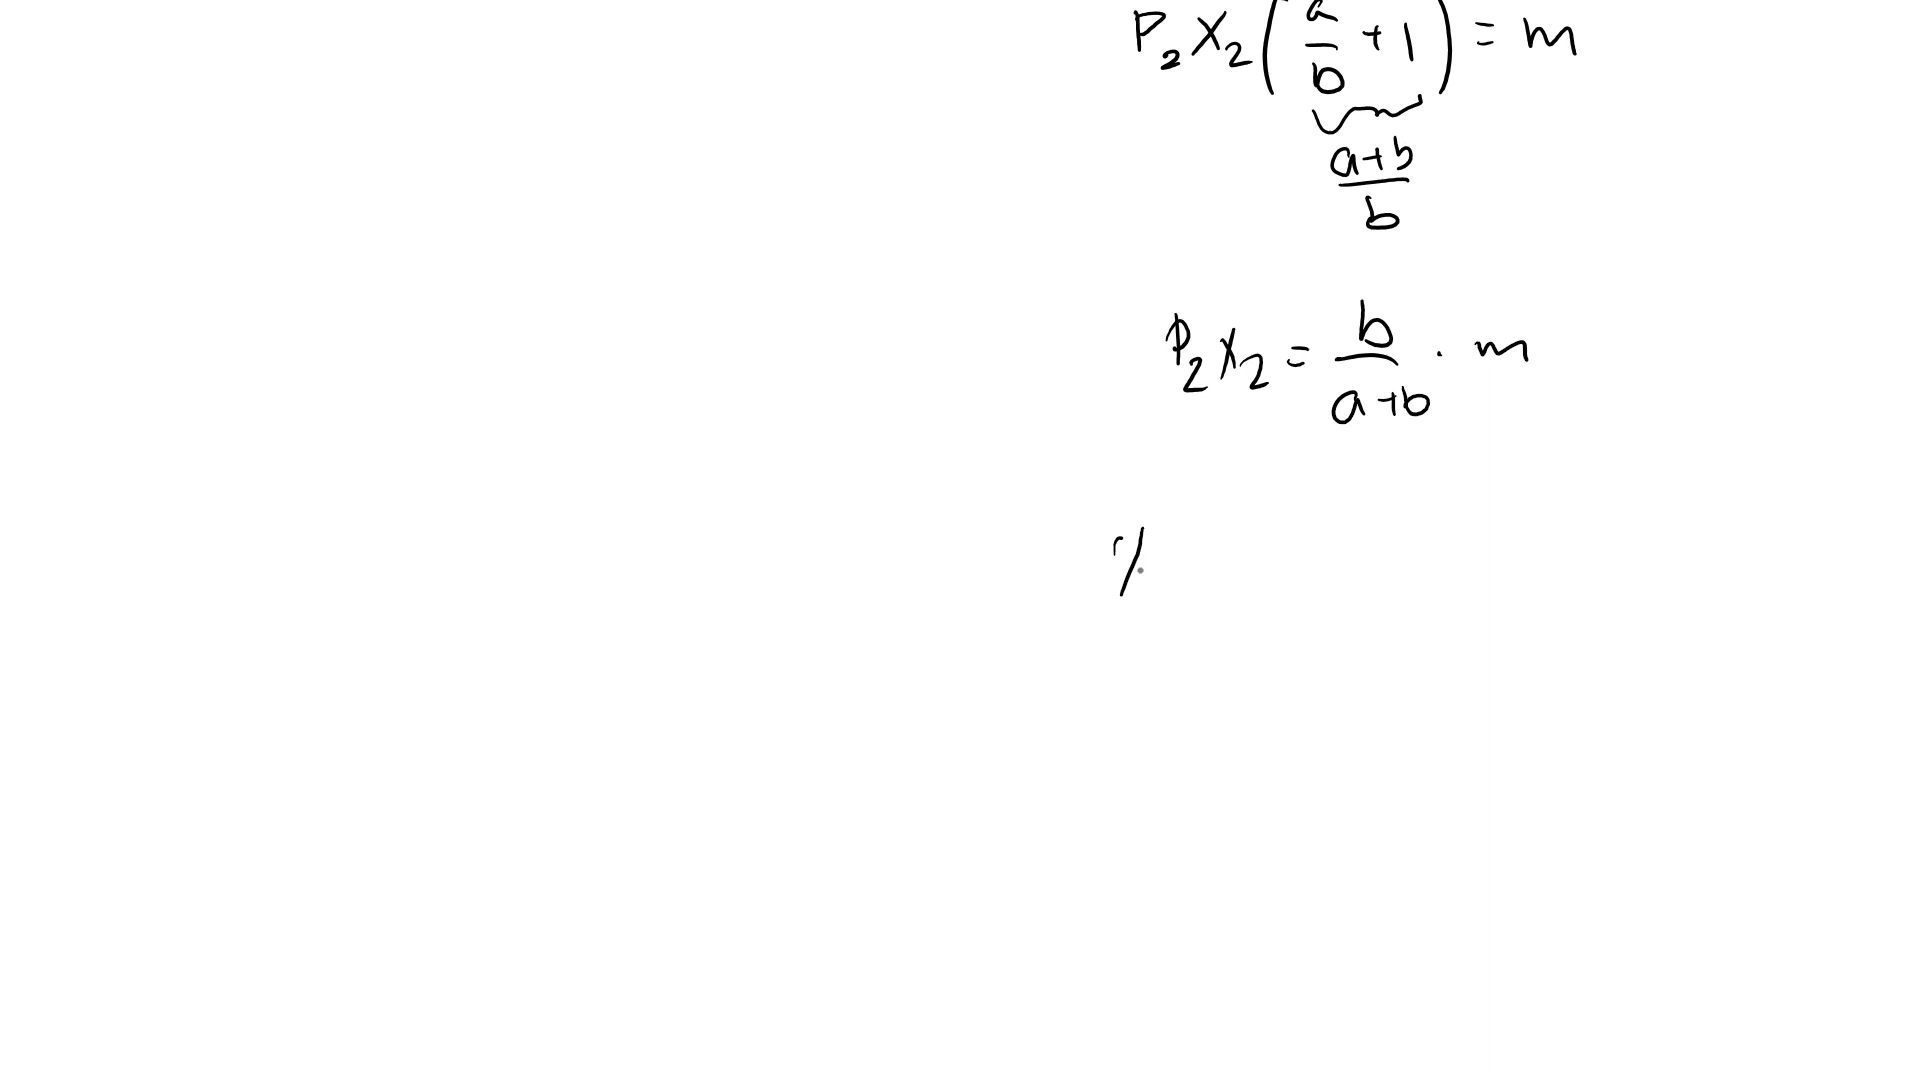 P₂X₂(a/b + 1) = m
a+b/b
P₂X₂ = b/a+b · m